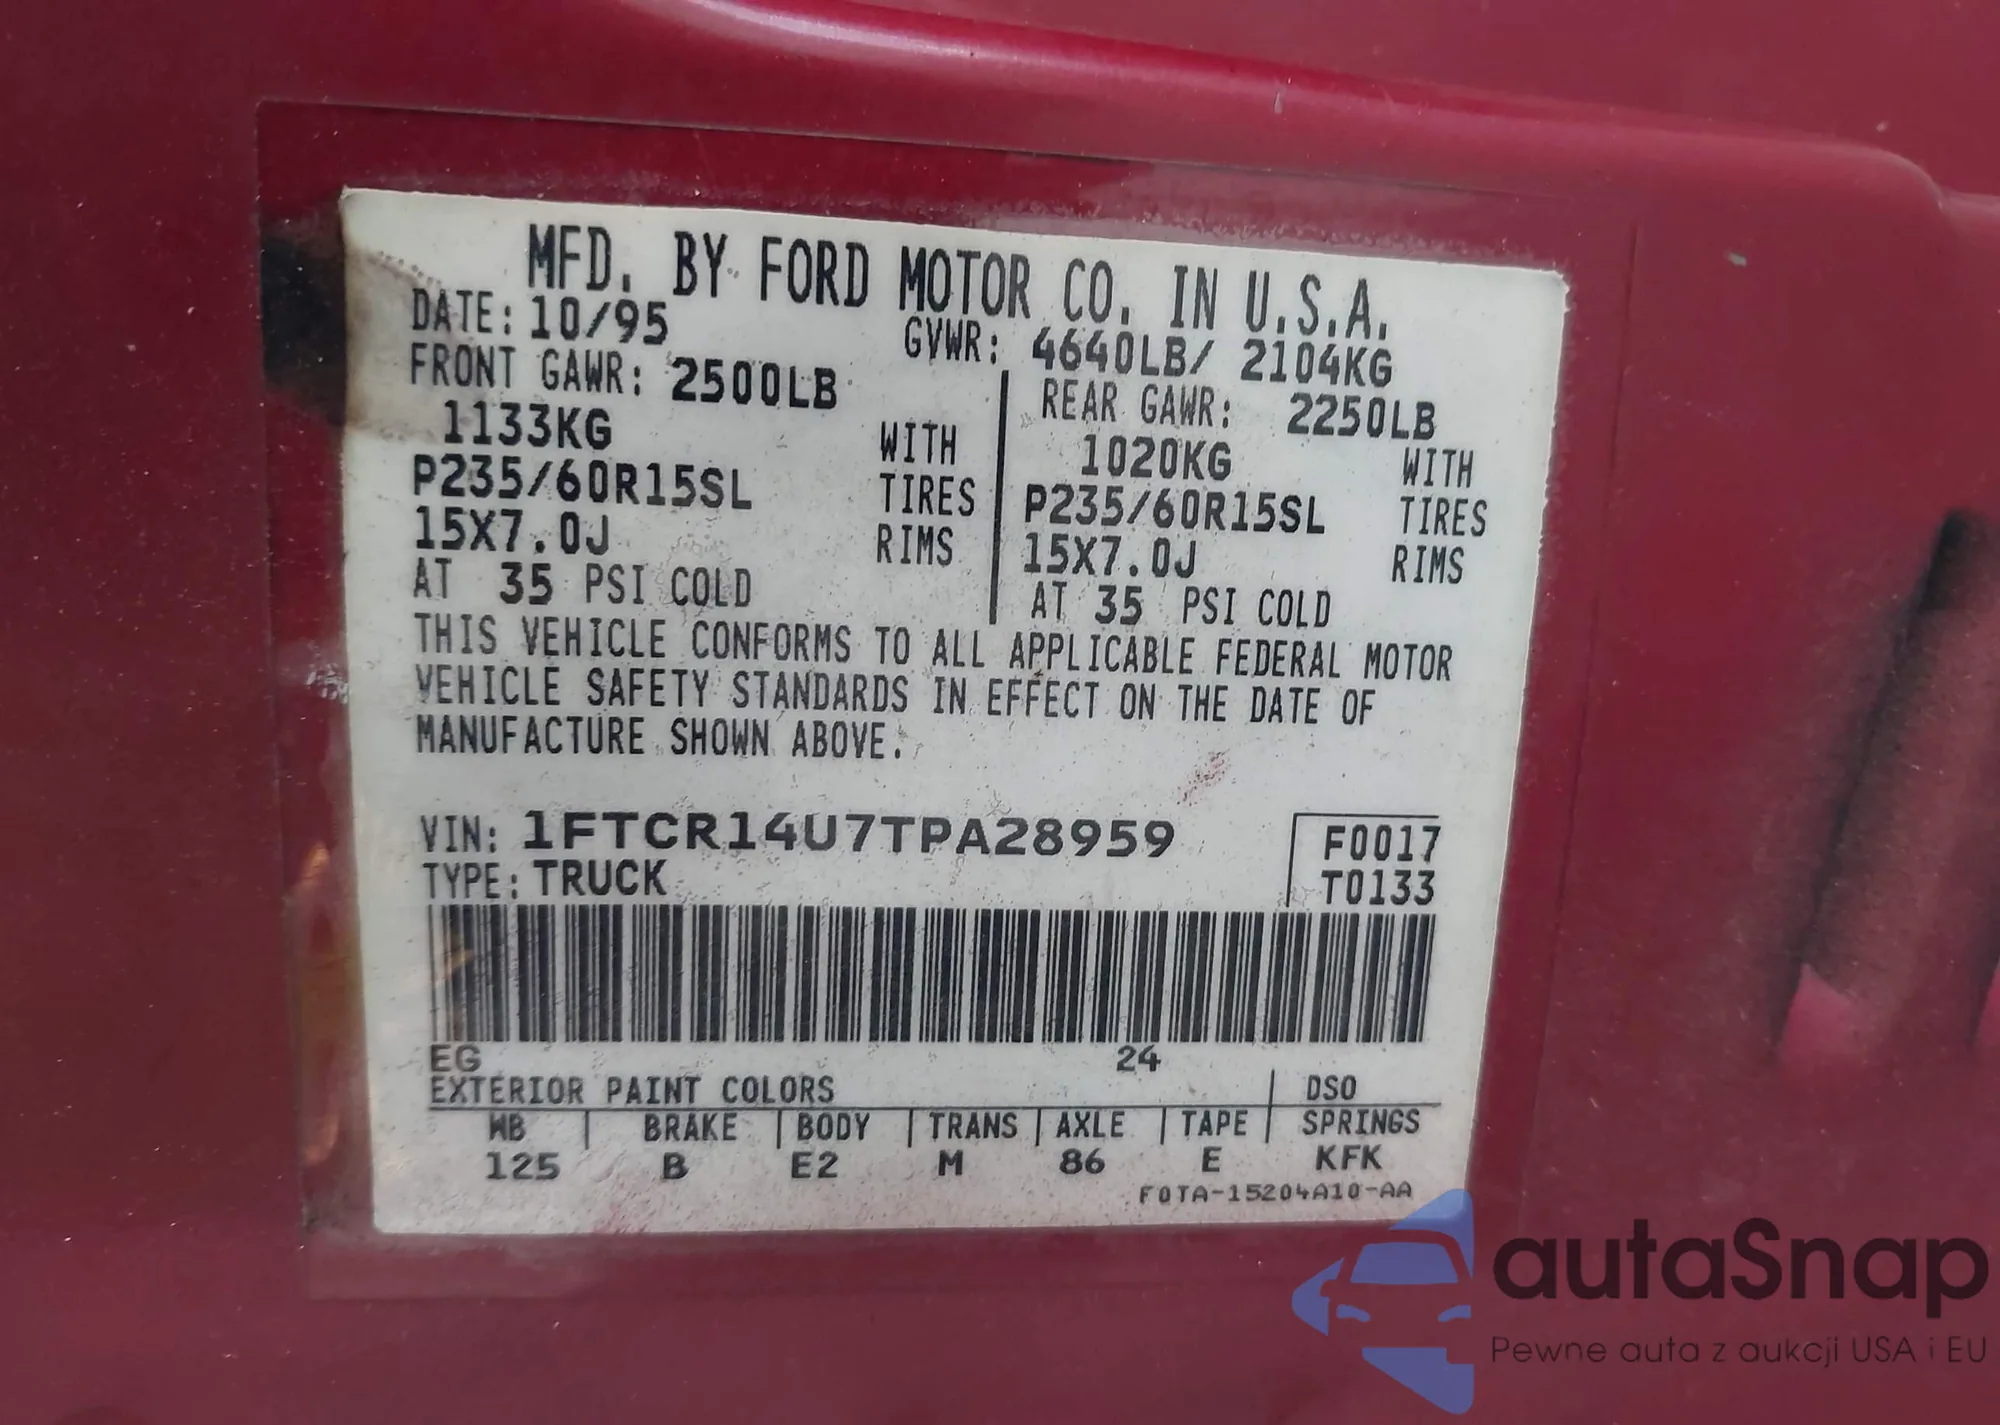 MFD. BY FORD MOTOR CO. IN U.S.A.
DATE: 10/95 GVWR: 4640LB/ 2104KG
FRONT GAWR: 2500LB REAR GAWR: 2250LB
1133KG WITH 1020KG WITH
P235/60R15SL TIRES P235/60R15SL TIRES
15X7.0J RIMS 15X7.0J RIMS
AT 35 PSI COLD AT 35 PSI COLD
THIS VEHICLE CONFORMS TO ALL APPLICABLE FEDERAL MOTOR
VEHICLE SAFETY STANDARDS IN EFFECT ON THE DATE OF
MANUFACTURE SHOWN ABOVE.
VIN: 1FTCR14U7TPA28959 F0017
TYPE: TRUCK T0133
EG 24
EXTERIOR PAINT COLORS DSO
WB BRAKE BODY TRANS AXLE TAPE SPRINGS
125 B E2 M 86 E KFK
F0TA-15204A10-AA
autaSnap
Pewne auta z aukcji USA i EU